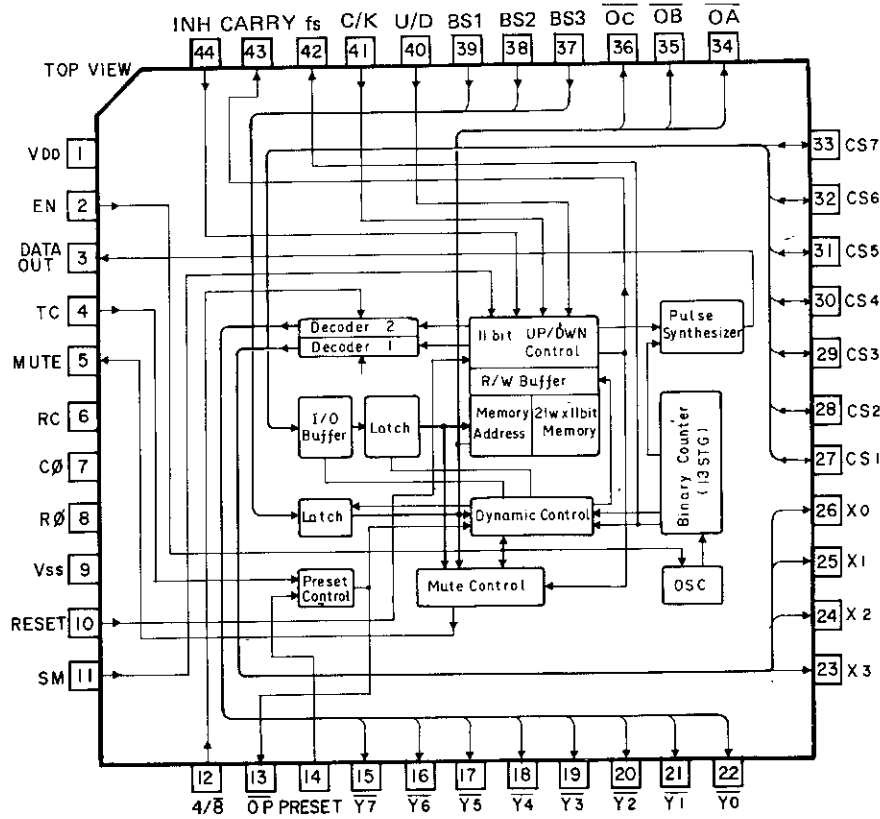 INH CARRY fs C/K U/D BS1 BS2 BS3 OC OB OA
44 43 42 41 40 39 38 37 36 35 34
TOP VIEW
VDD 1
EN 2
DATA OUT 3
TC 4
MUTE 5
RC 6
CØ 7
RØ 8
Vss 9
RESET 10
SM 11
33 CS7
32 CS6
31 CS5
30 CS4
29 CS3
28 CS2
27 CS1
26 X0
25 X1
24 X2
23 X3
Decoder 2
Decoder 1
11bit UP/DWN
Control
R/W Buffer
Memory Address
21w x 11bit Memory
Pulse
Synthesizer
I/O
Buffer
Latch
Binary Counter
(13STG)
Latch
Dynamic Control
Preset
Control
Mute Control
OSC
12 13 14 15 16 17 18 19 20 21 22
4/8 OP PRESET Y7 Y6 Y5 Y4 Y3 Y2 Y1 Y0